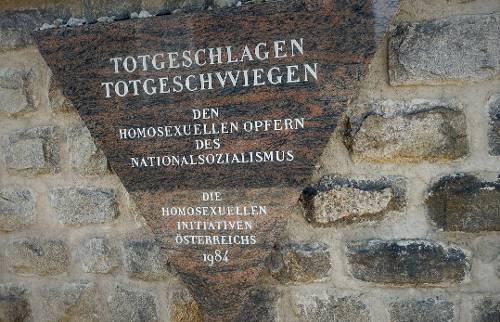 TOTGESCHLAGEN
TOTGESCHWIEGEN
DEN
HOMOSEXUELLEN OPFERN
DES
NATIONALSOZIALISMUS
DIE
HOMOSEXUELLEN
INITIATIVEN
ÖSTERREICHS
1984